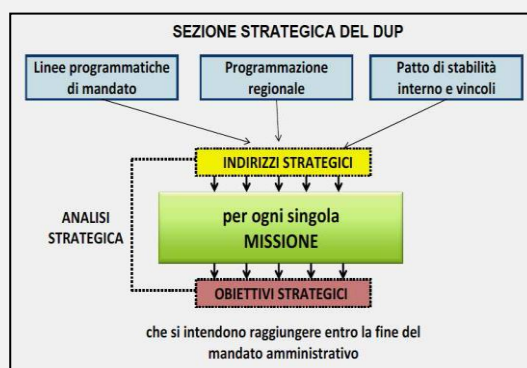 SEZIONE STRATEGICA DEL DUP
Linee programmatiche
di mandato
Programmazione
regionale
Patto di stabilità
interno e vincoli
INDIRIZZI STRATEGICI
ANALISI
STRATEGICA
per ogni singola
MISSIONE
OBIETTIVI STRATEGICI
che si intendono raggiungere entro la fine del
mandato amministrativo